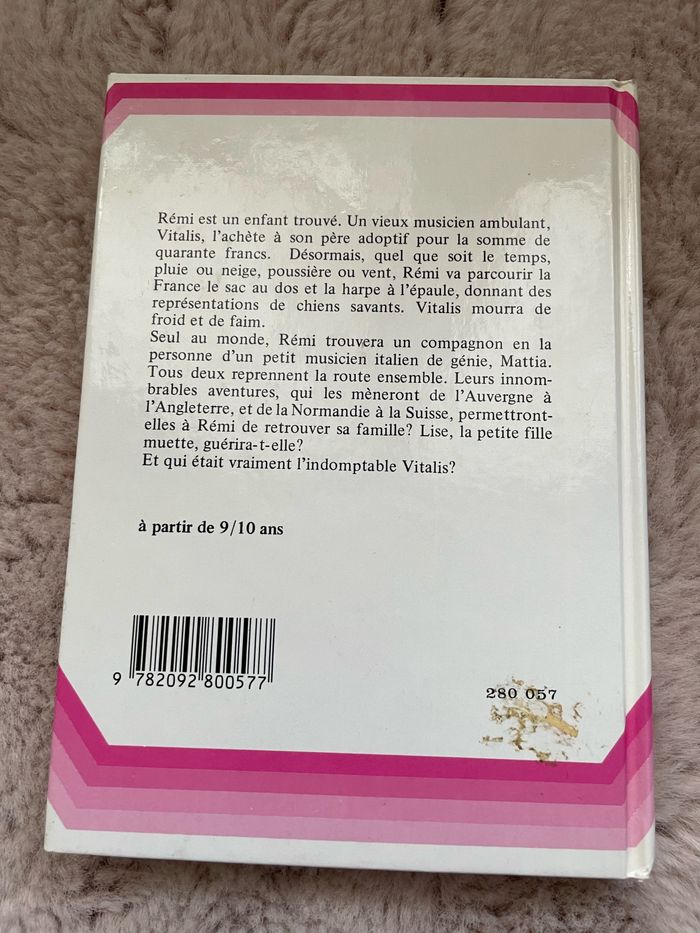 Rémi est un enfant trouvé. Un vieux musicien ambulant,
Vitalis, l'achète à son père adoptif pour la somme de
quarante francs. Désormais, quel que soit le temps,
pluie ou neige, poussière ou vent, Rémi va parcourir la
France le sac au dos et la harpe à l'épaule, donnant des
représentations de chiens savants. Vitalis mourra de
froid et de faim.
Seul au monde, Rémi trouvera un compagnon en la
personne d'un petit musicien italien de génie, Mattia.
Tous deux reprennent la route ensemble. Leurs innom-
brables aventures, qui les mèneront de l'Auvergne à
l'Angleterre, et de la Normandie à la Suisse, permettront-
elles à Rémi de retrouver sa famille? Lise, la petite fille
muette, guérira-t-elle?
Et qui était vraiment l'indomptable Vitalis?
à partir de 9/10 ans
9 782092 800577
280 057